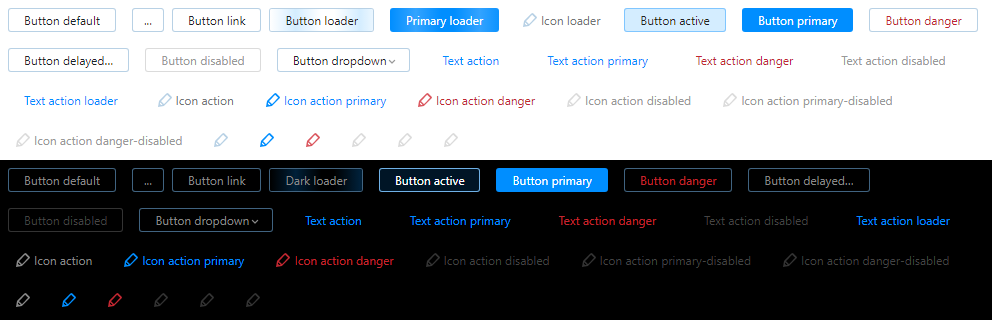 Button default ... Button link Button loader Primary loader Icon loader Button active Button primary Button danger
Button delayed... Button disabled Button dropdown Text action Text action primary Text action danger Text action disabled
Text action loader Icon action Icon action primary Icon action danger Icon action disabled Icon action primary-disabled
Icon action danger-disabled
Button default ... Button link Dark loader Button active Button primary Button danger Button delayed...
Button disabled Button dropdown Text action Text action primary Text action danger Text action disabled Text action loader
Icon action Icon action primary Icon action danger Icon action disabled Icon action primary-disabled Icon action danger-disabled